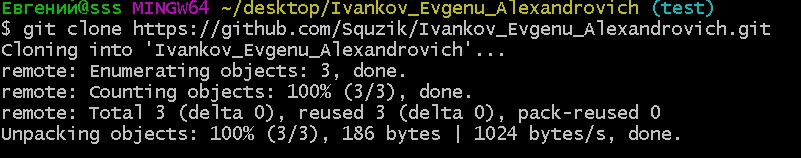 Евгений@sss MINGW64 ~/desktop/Ivankov_Evgenu_Alexandrovich (test)
$ git clone https://github.com/Squzik/Ivankov_Evgenu_Alexandrovich.git
Cloning into 'Ivankov_Evgenu_Alexandrovich'...
remote: Enumerating objects: 3, done.
remote: Counting objects: 100% (3/3), done.
remote: Total 3 (delta 0), reused 3 (delta 0), pack-reused 0
Unpacking objects: 100% (3/3), 186 bytes | 1024 bytes/s, done.